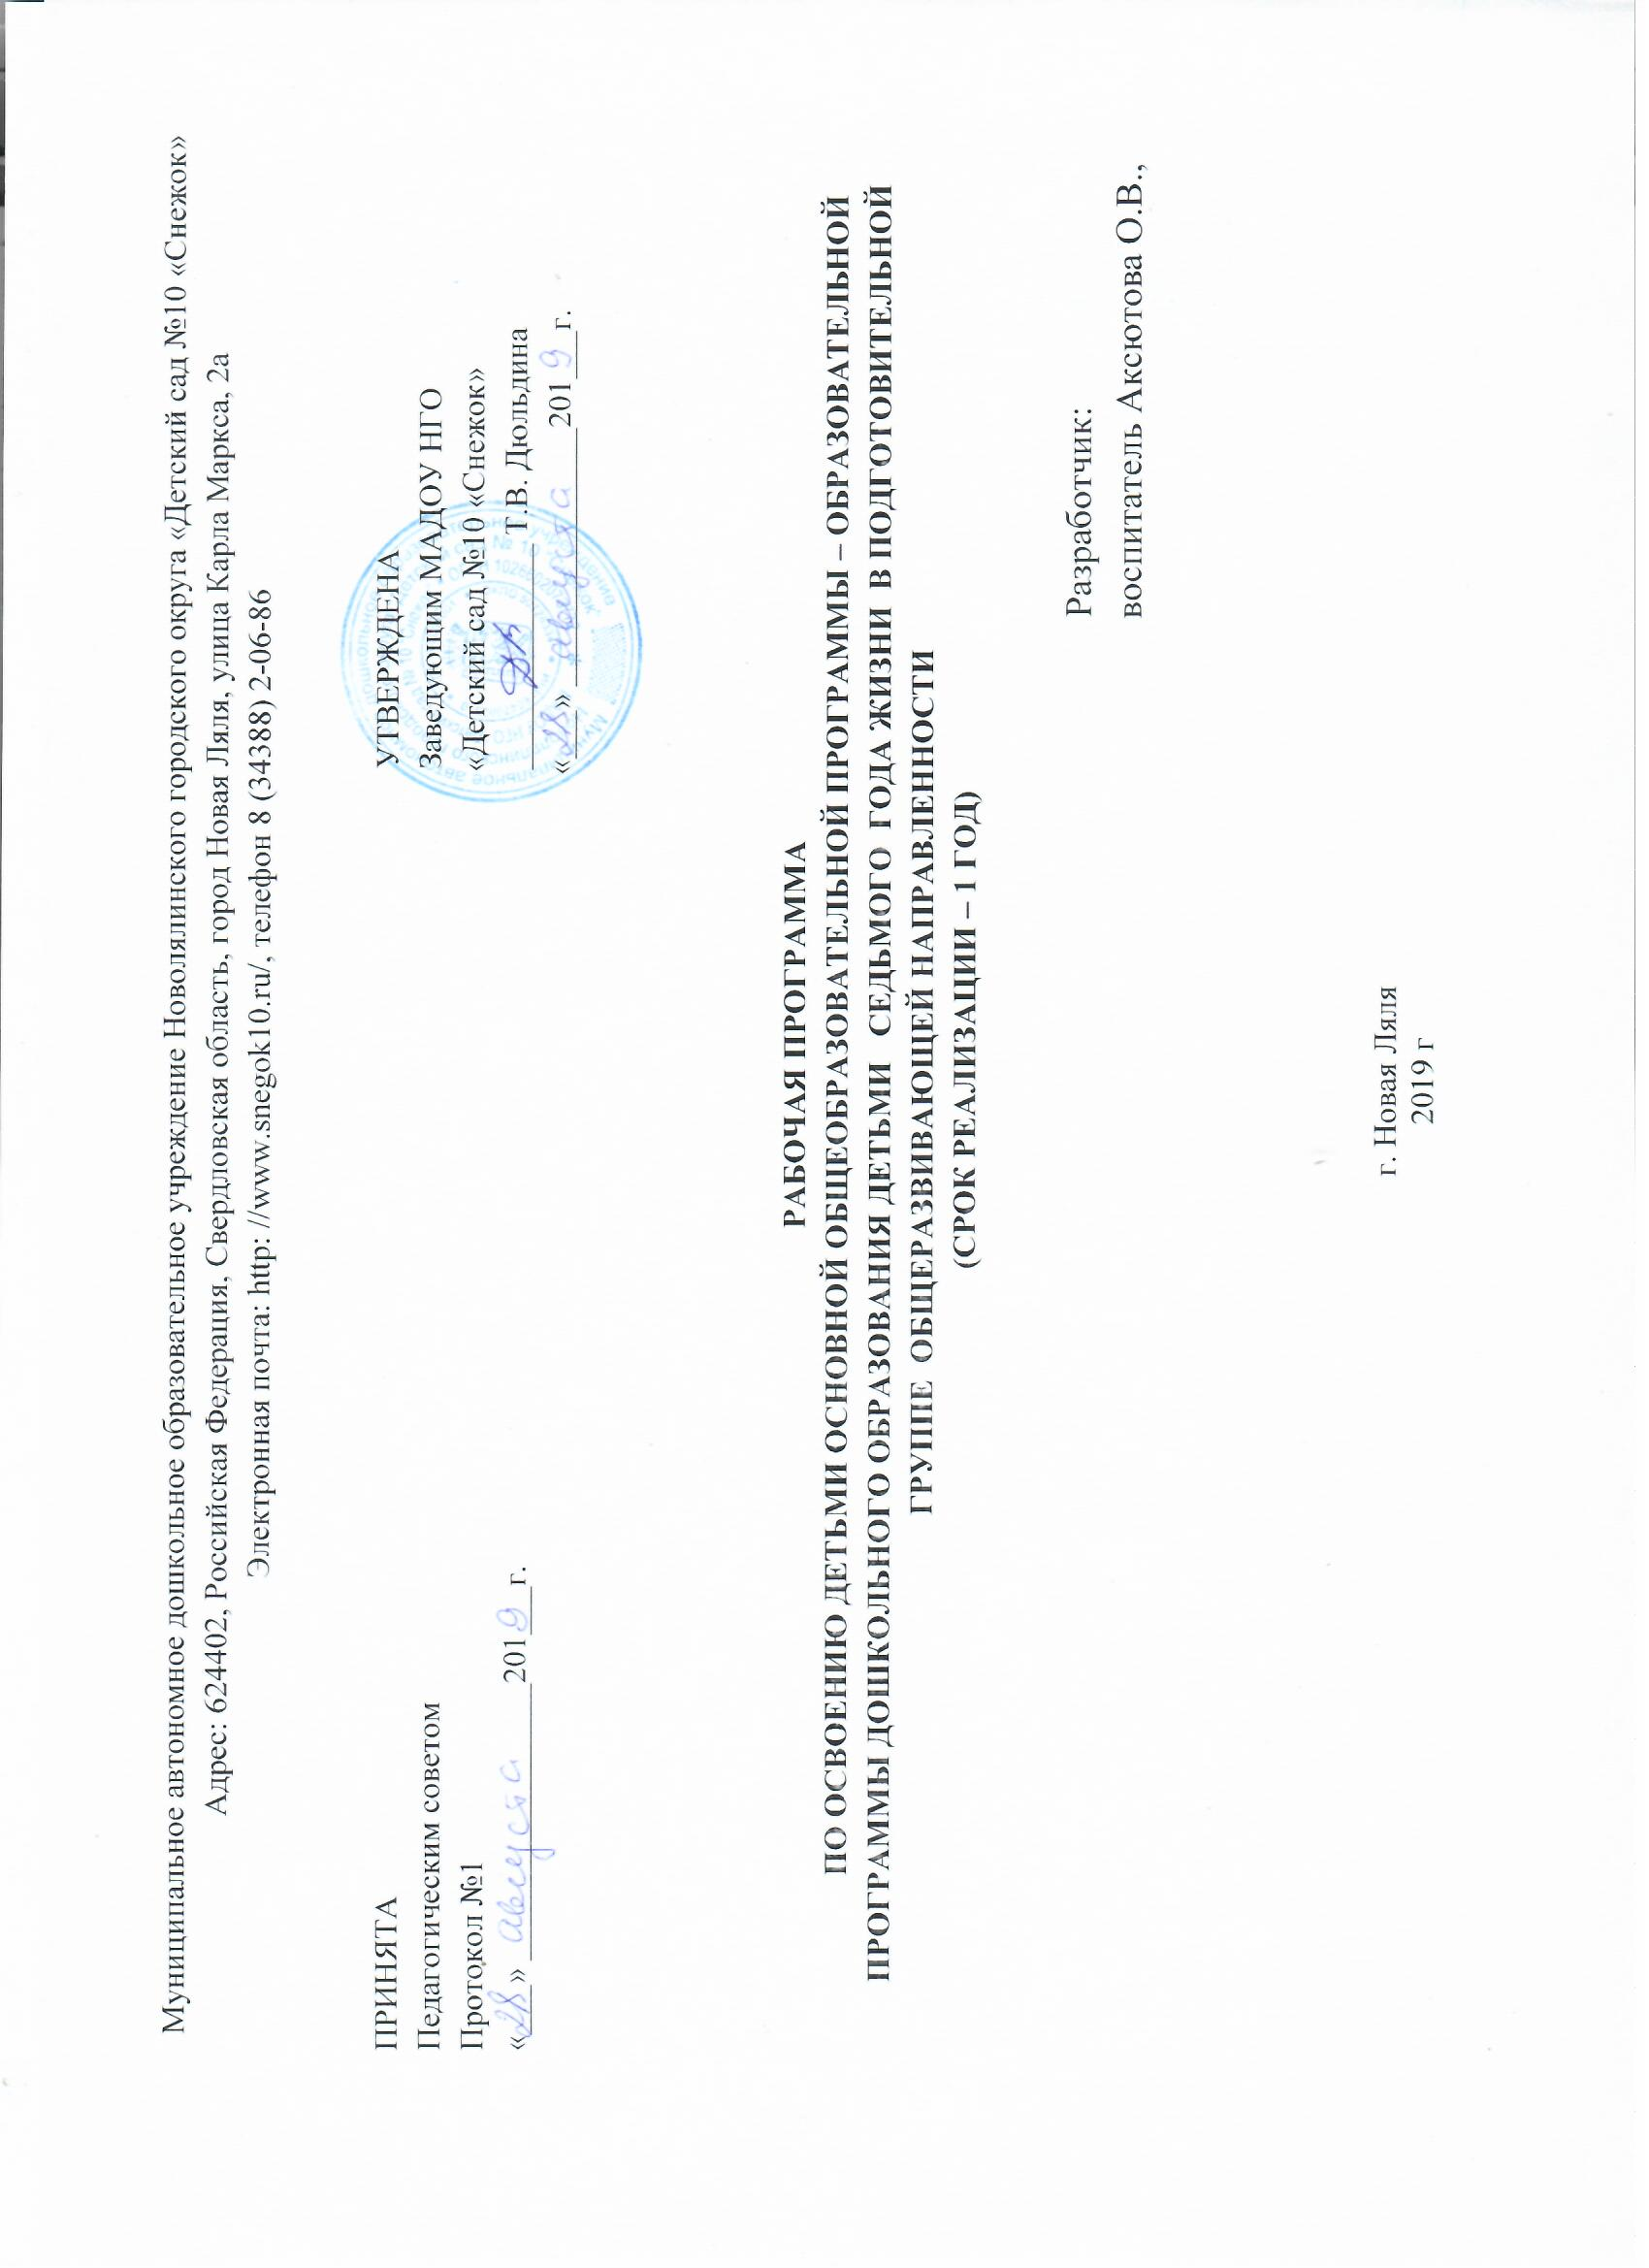 Муниципальное автономное дошкольное образовательное учреждение Новолялинского городского округа «Детский сад №10 «Снежок»
Адрес: 624402, Российская Федерация, Свердловская область, город Новая Ляля, улица Карла Маркса, 2а
Электронная почта: http: //www.snegok10.ru/, телефон 8 (34388) 2-06-86
ПРИНЯТА
Педагогическим советом
Протокол №1
«28» августа 2019 г.
УТВЕРЖДЕНА
Заведующим МАДОУ НГО
«Детский сад №10 «Снежок»
Т.В. Дюльдина
«28» августа 2019 г.
РАБОЧАЯ ПРОГРАММА
ПО ОСВОЕНИЮ ДЕТЬМИ ОСНОВНОЙ ОБЩЕОБРАЗОВАТЕЛЬНОЙ ПРОГРАММЫ – ОБРАЗОВАТЕЛЬНОЙ
ПРОГРАММЫ ДОШКОЛЬНОГО ОБРАЗОВАНИЯ ДЕТЬМИ СЕДЬМОГО ГОДА ЖИЗНИ В ПОДГОТОВИТЕЛЬНОЙ
ГРУППЕ ОБЩЕРАЗВИВАЮЩЕЙ НАПРАВЛЕННОСТИ
(СРОК РЕАЛИЗАЦИИ – 1 ГОД)
Разработчик:
воспитатель Аксютова О.В.,
г. Новая Ляля
2019 г